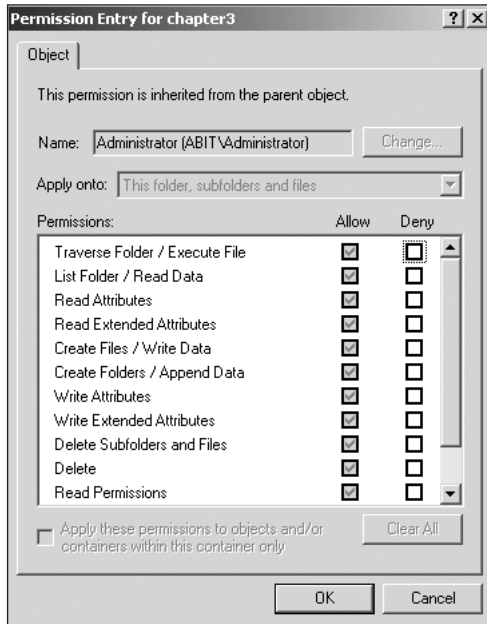 Permission Entry for chapter3
Object
This permission is inherited from the parent object.
Name: Administrator (ABIT\Administrator) Change...
Apply onto: This folder, subfolders and files
Permissions: Allow Deny
Traverse Folder / Execute File
List Folder / Read Data
Read Attributes
Read Extended Attributes
Create Files / Write Data
Create Folders / Append Data
Write Attributes
Write Extended Attributes
Delete Subfolders and Files
Delete
Read Permissions
Apply these permissions to objects and/or Clear All
containers within this container only
OK Cancel